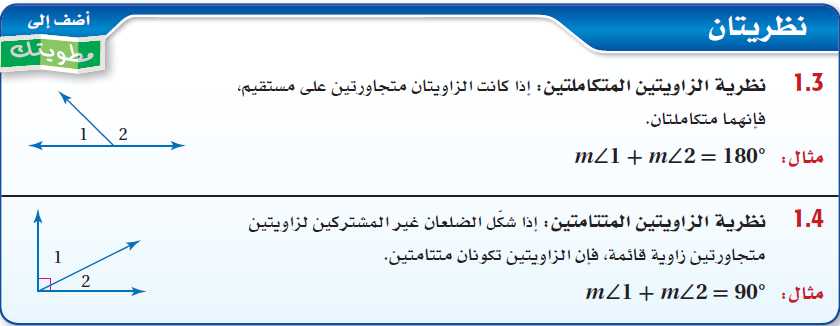 نظريتان
أضف إلى
مطويتك
1.3 نظرية الزاويتين المتكاملتين: إذا كانت الزاويتان متجاورتين على مستقيم،
فإنهما متكاملتان.
مثال: m∠1 + m∠2 = 180°
1 2
1.4 نظرية الزاويتين المتتامتين: إذا شكّل الضلعان غير المشتركين لزاويتين
متجاورتين زاوية قائمة، فإن الزاويتين تكونان متتامتين.
مثال: m∠1 + m∠2 = 90°
1
2